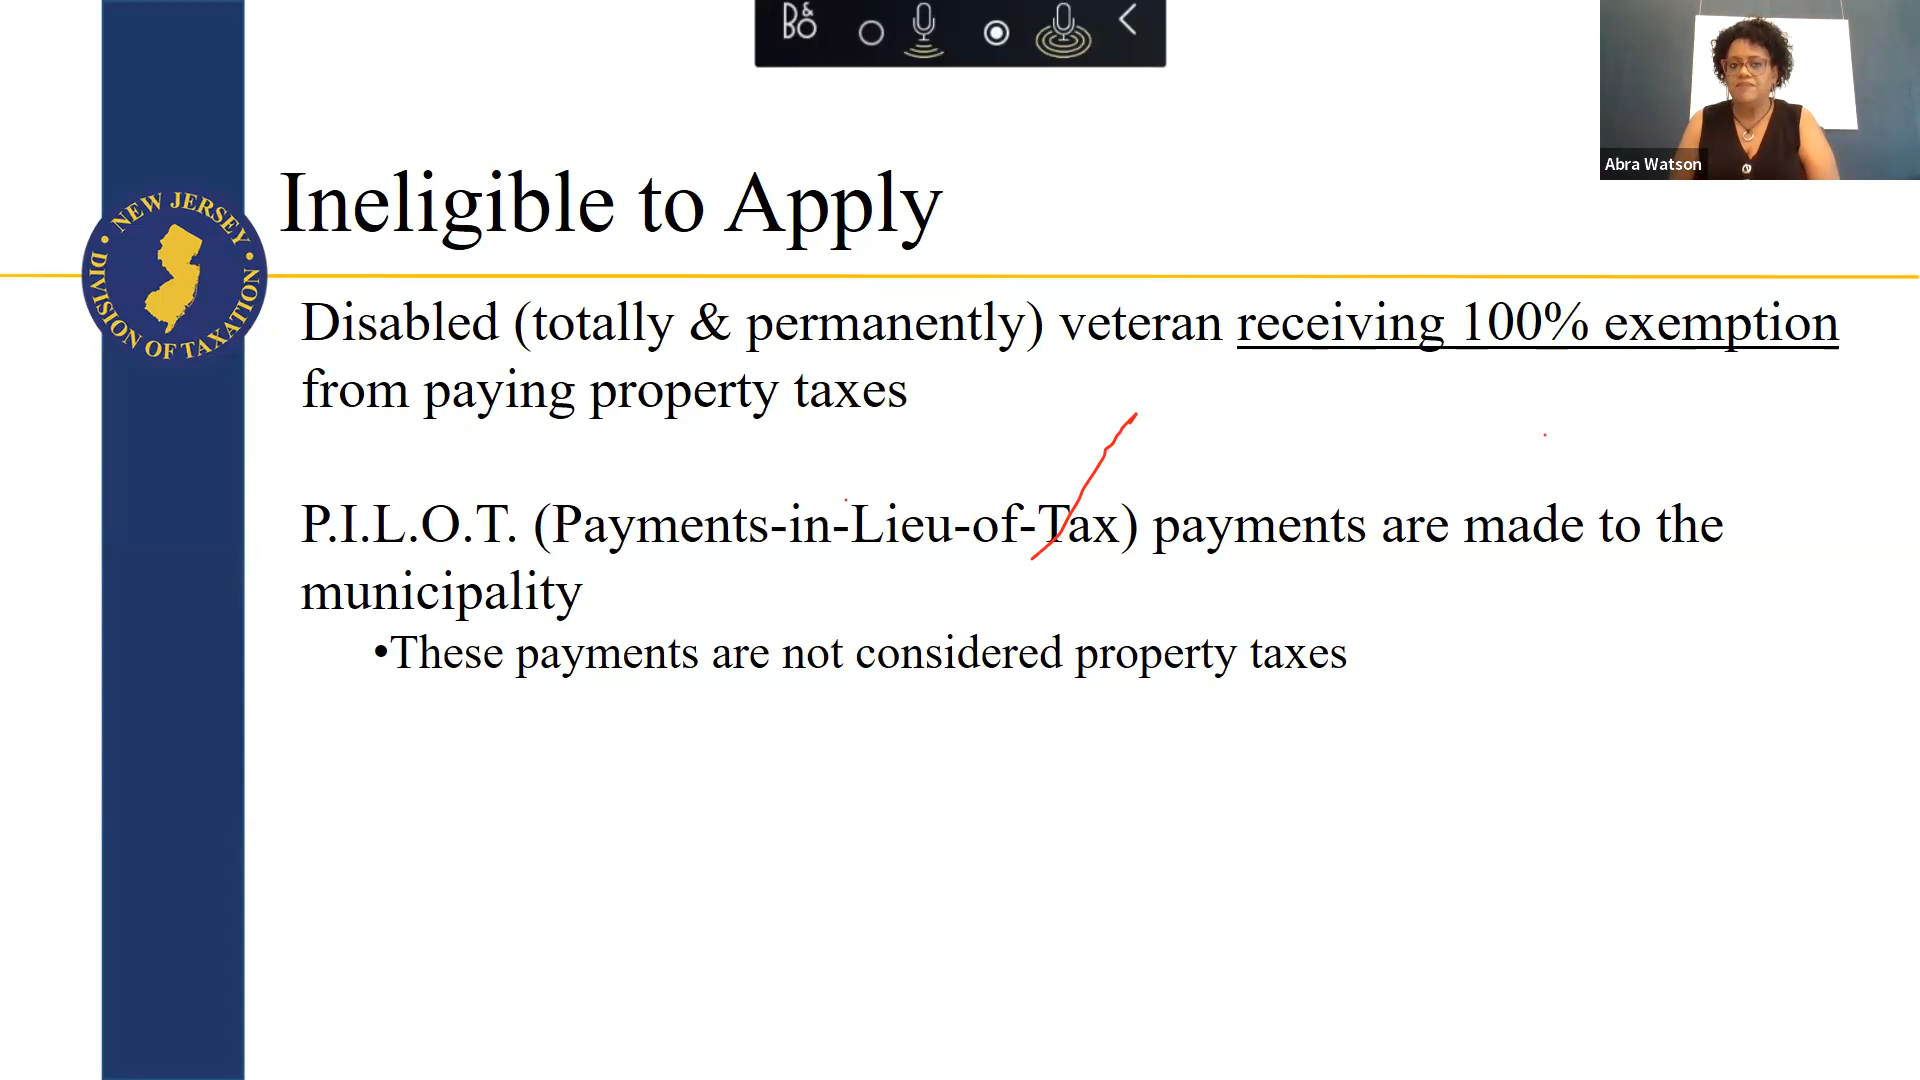 B&O
Abra Watson
Ineligible to Apply
• NEW JERSEY •
DIVISION OF TAXATION
Disabled (totally & permanently) veteran receiving 100% exemption
from paying property taxes
P.I.L.O.T. (Payments-in-Lieu-of-Tax) payments are made to the
municipality
•These payments are not considered property taxes